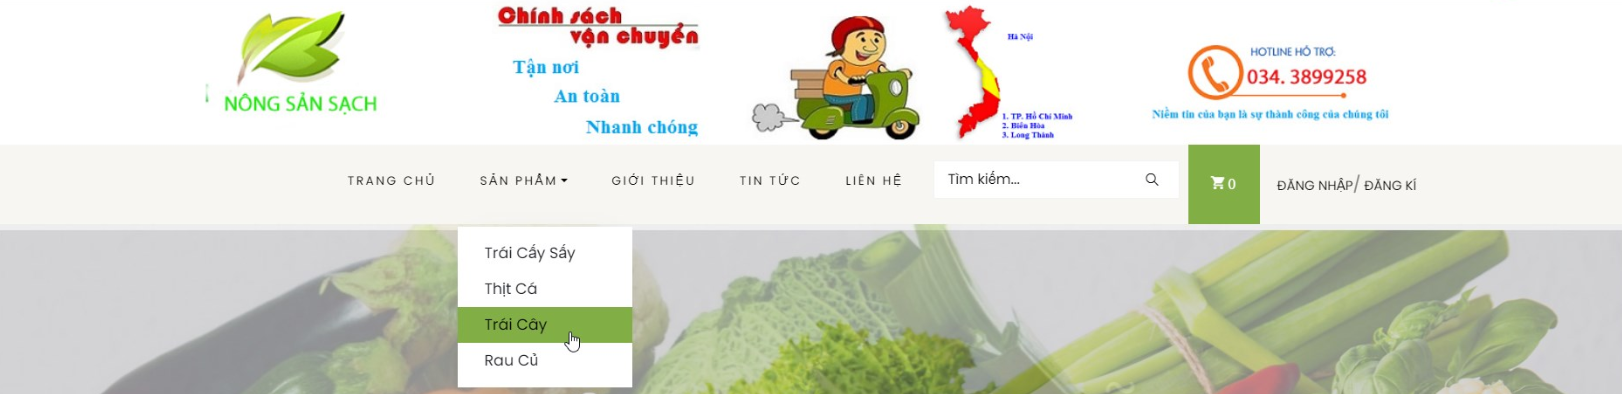 NÔNG SẢN SẠCH
Chính sách
vận chuyển
Tận nơi
An toàn
Nhanh chóng
Hà Nội
1. TP. Hồ Chí Minh
2. Biên Hòa
3. Long Thành
HOTLINE HỖ TRỢ:
034. 3899258
Niềm tin của bạn là sự thành công của chúng tôi
TRANG CHỦ SẢN PHẨM GIỚI THIỆU TIN TỨC LIÊN HỆ Tìm kiếm... 0 ĐĂNG NHẬP/ ĐĂNG KÍ
Trái Cấy Sấy
Thịt Cá
Trái Cây
Rau Củ